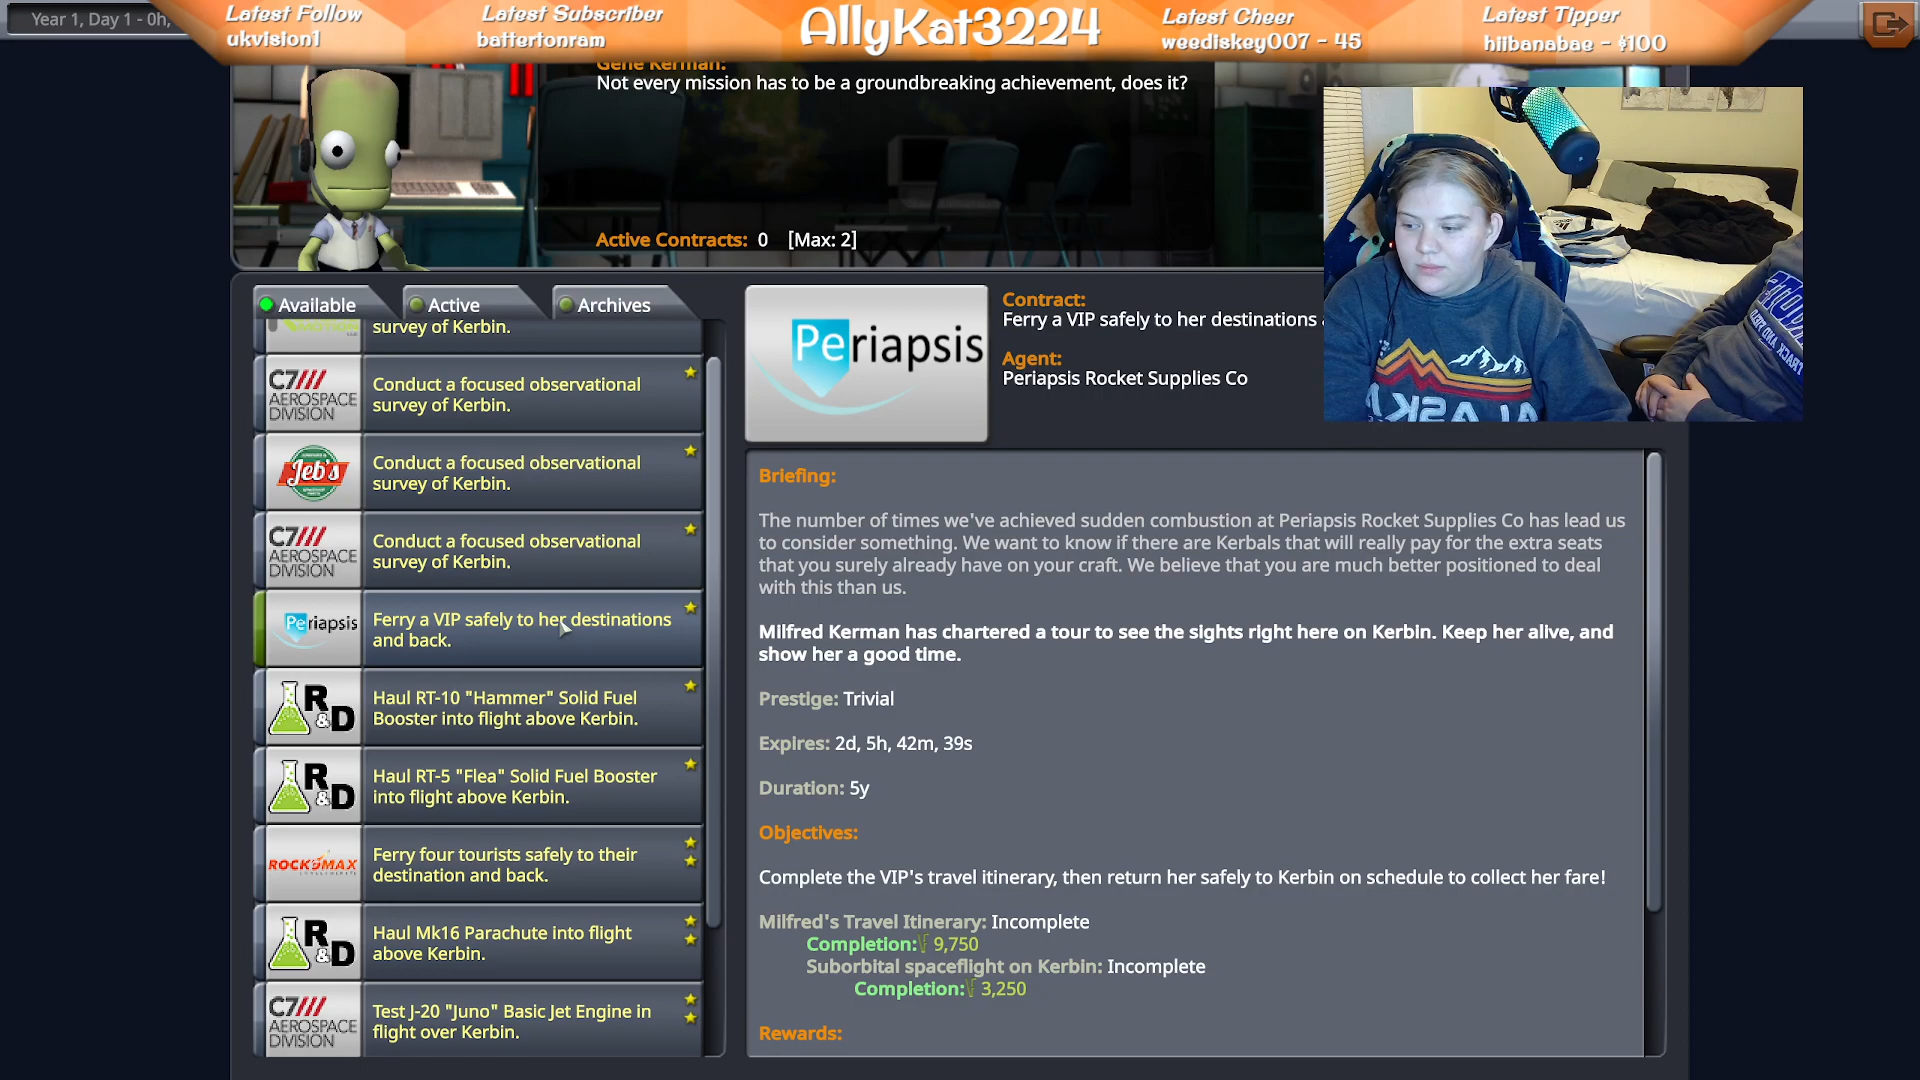 Year 1, Day 1 - 0h,
Latest Follow
ukvision1
Latest Subscriber
battertonram
AllyKat3224
Latest Cheer
weediskey007 - 45
Latest Tipper
hiibanabae - $100
Gene Kerman:
Not every mission has to be a groundbreaking achievement, does it?
Active Contracts: 0 [Max: 2]
Available
Active
Archives
survey of Kerbin.
C7///
AEROSPACE
DIVISION
Conduct a focused observational
survey of Kerbin.
Jeb's
Conduct a focused observational
survey of Kerbin.
C7///
AEROSPACE
DIVISION
Conduct a focused observational
survey of Kerbin.
Periapsis
Ferry a VIP safely to her destinations
and back.
R&D
Haul RT-10 "Hammer" Solid Fuel
Booster into flight above Kerbin.
R&D
Haul RT-5 "Flea" Solid Fuel Booster
into flight above Kerbin.
ROCKOMAX
Ferry four tourists safely to their
destination and back.
R&D
Haul Mk16 Parachute into flight
above Kerbin.
C7///
AEROSPACE
DIVISION
Test J-20 "Juno" Basic Jet Engine in
flight over Kerbin.
Periapsis
Contract:
Ferry a VIP safely to her destinations
Agent:
Periapsis Rocket Supplies Co
Briefing:
The number of times we've achieved sudden combustion at Periapsis Rocket Supplies Co has lead us
to consider something. We want to know if there are Kerbals that will really pay for the extra seats
that you surely already have on your craft. We believe that you are much better positioned to deal
with this than us.
Milfred Kerman has chartered a tour to see the sights right here on Kerbin. Keep her alive, and
show her a good time.
Prestige: Trivial
Expires: 2d, 5h, 42m, 39s
Duration: 5y
Objectives:
Complete the VIP's travel itinerary, then return her safely to Kerbin on schedule to collect her fare!
Milfred's Travel Itinerary: Incomplete
Completion: 9,750
Suborbital spaceflight on Kerbin: Incomplete
Completion: 3,250
Rewards: